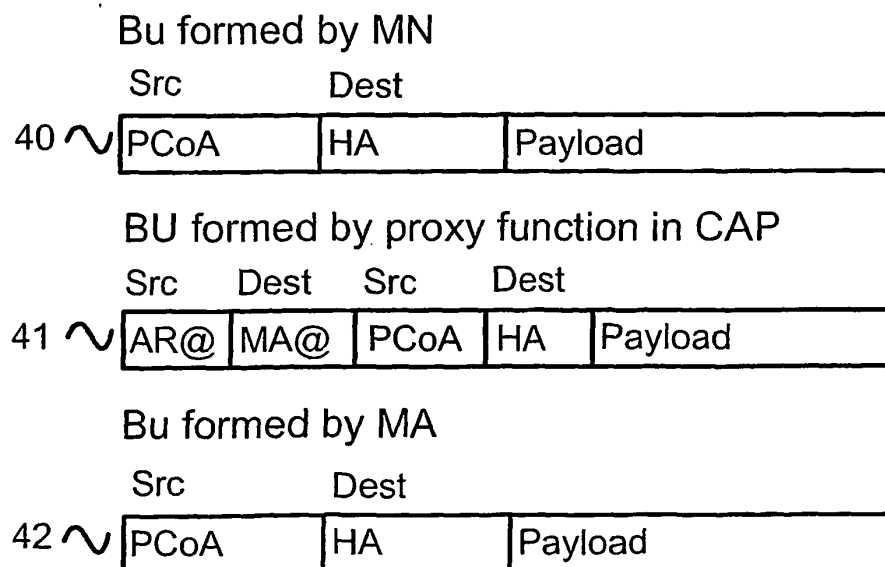 Bu formed by MN
Src Dest
40 PCoA HA Payload
BU formed by proxy function in CAP
Src Dest Src Dest
41 AR@ MA@ PCoA HA Payload
Bu formed by MA
Src Dest
42 PCoA HA Payload